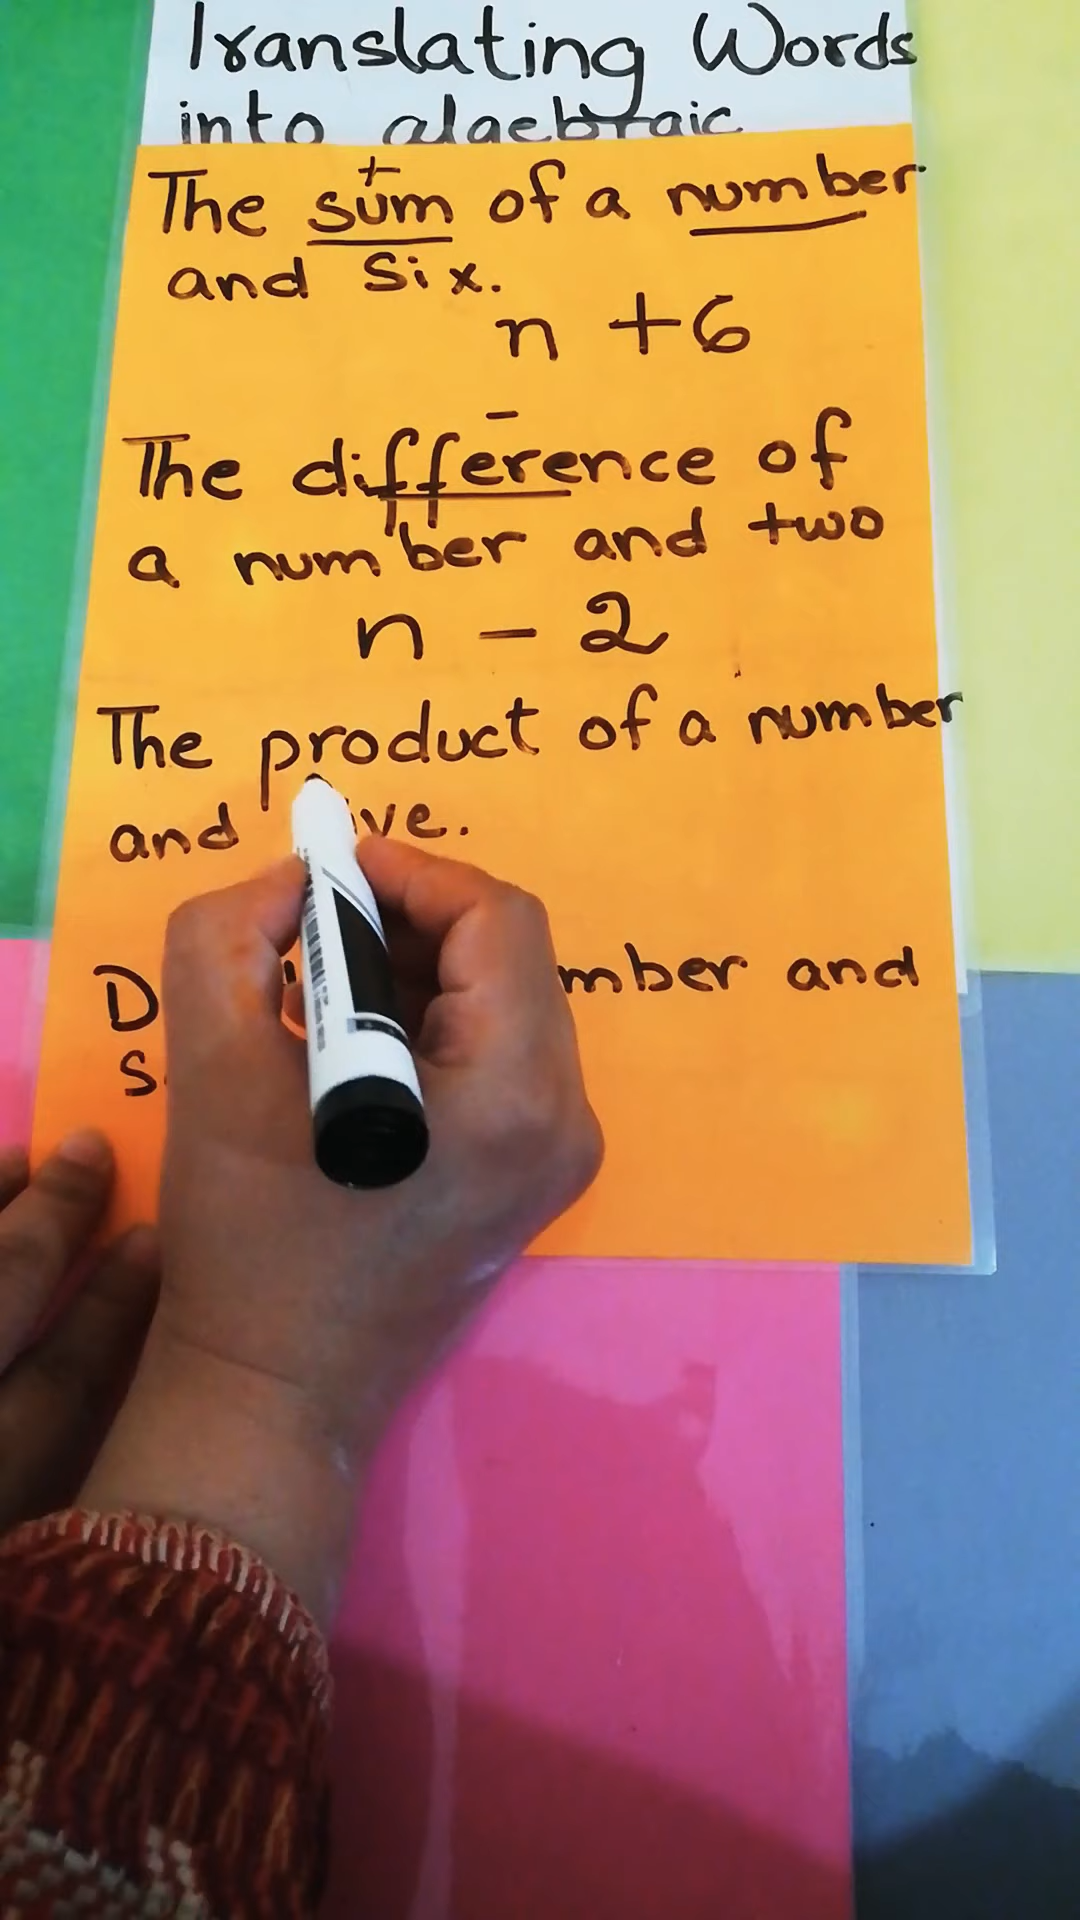 Translating Words
into algebraic
+
The sum of a number
and Six.
n + 6
-
The difference of
a number and two
n - 2
The product of a number
and
and